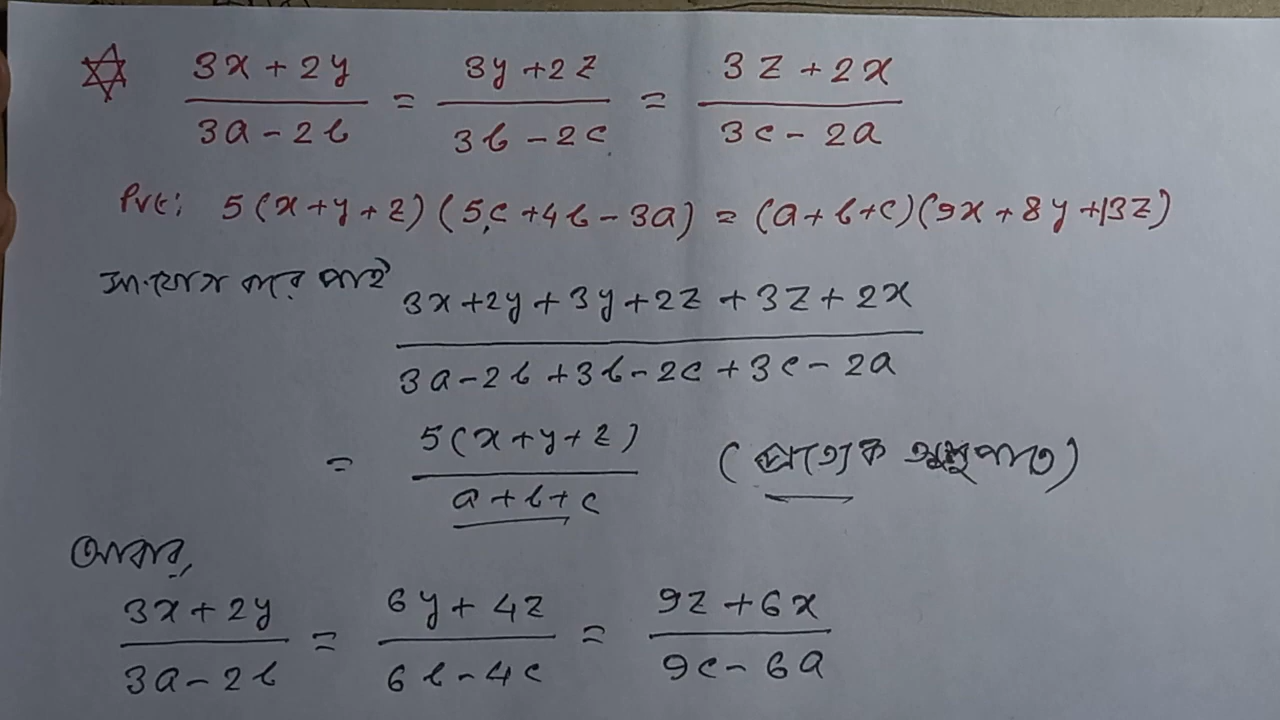 (3x + 2y)/(3a - 2b) = (3y + 2z)/(3b - 2c) = (3z + 2x)/(3c - 2a)
Prt: 5(x+y+z)(5c+4b-3a) = (a+b+c)(9x+8y+13z)
সংযোগ করে পাই
(3x+2y+3y+2z+3z+2x)/(3a-2b+3b-2c+3c-2a)
= 5(x+y+z)/(a+b+c) (প্রত্যেক অনুপাত)
আবার,
(3x+2y)/(3a-2b) = (6y+4z)/(6b-4c) = (9z+6x)/(9c-6a)